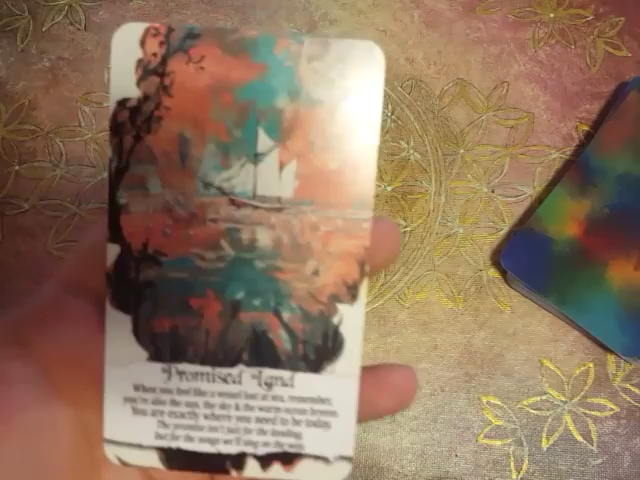 Promised Land
When you feel like a vessel lost at sea, remember,
you're also the sun, the sky & the warm ocean breeze.
You are exactly where you need to be today.
The promise isn't just for the landing,
but for the songs we'll sing on the way.